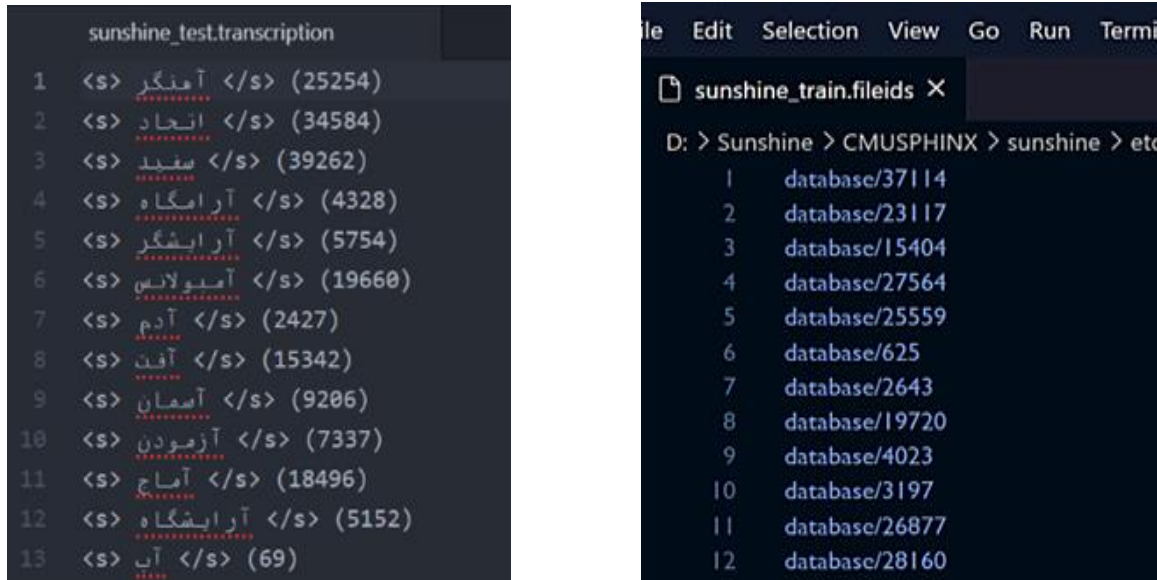 sunshine_test.transcription
1 <s> آهنگر </s> (25254)
2 <s> اتحاد </s> (34584)
3 <s> سفید </s> (39262)
4 <s> آرامگاه </s> (4328)
5 <s> آرایشگر </s> (5754)
6 <s> آمبولانس </s> (19660)
7 <s> آدم </s> (2427)
8 <s> آفت </s> (15342)
9 <s> آسمان </s> (9206)
10 <s> آزمودن </s> (7337)
11 <s> آماج </s> (18496)
12 <s> آرایشگاه </s> (5152)
13 <s> آب </s> (69)
ile Edit Selection View Go Run Termi
sunshine_train.fileids ×
D: > Sunshine > CMUSPHINX > sunshine > etc
1 database/37114
2 database/23117
3 database/15404
4 database/27564
5 database/25559
6 database/625
7 database/2643
8 database/19720
9 database/4023
10 database/3197
11 database/26877
12 database/28160